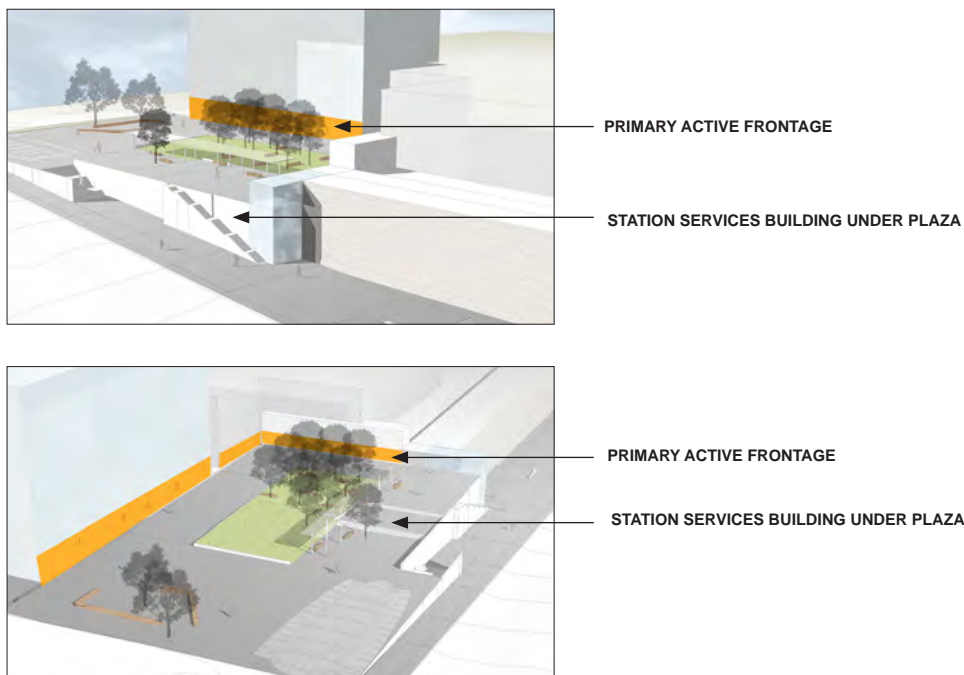 PRIMARY ACTIVE FRONTAGE
STATION SERVICES BUILDING UNDER PLAZA
PRIMARY ACTIVE FRONTAGE
STATION SERVICES BUILDING UNDER PLAZA